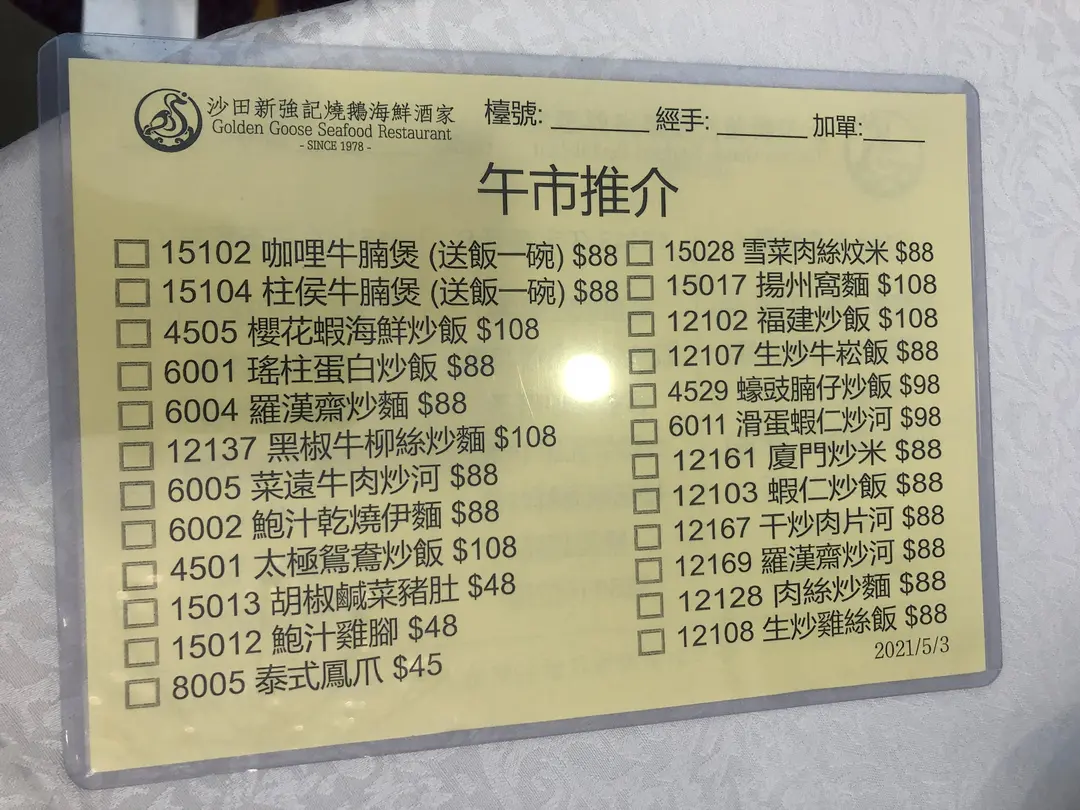 沙田新強記燒鵝海鮮酒家
Golden Goose Seafood Restaurant
- SINCE 1978 -
檯號: ______ 經手: ______ 加單: ____
午市推介
15102 咖哩牛腩煲 (送飯一碗) $88
15104 柱侯牛腩煲 (送飯一碗) $88
4505 櫻花蝦海鮮炒飯 $108
6001 瑤柱蛋白炒飯 $88
6004 羅漢齋炒麵 $88
12137 黑椒牛柳絲炒麵 $108
6005 菜遠牛肉炒河 $88
6002 鮑汁乾燒伊麵 $88
4501 太極鴛鴦炒飯 $108
15013 胡椒鹹菜豬肚 $48
15012 鮑汁雞腳 $48
8005 泰式鳳爪 $45
15028 雪菜肉絲炆米 $88
15017 揚州窩麵 $108
12102 福建炒飯 $108
12107 生炒牛崧飯 $88
4529 蠔豉腩仔炒飯 $98
6011 滑蛋蝦仁炒河 $98
12161 廈門炒米 $88
12103 蝦仁炒飯 $88
12167 干炒肉片河 $88
12169 羅漢齋炒河 $88
12128 肉絲炒麵 $88
12108 生炒雞絲飯 $88
2021/5/3